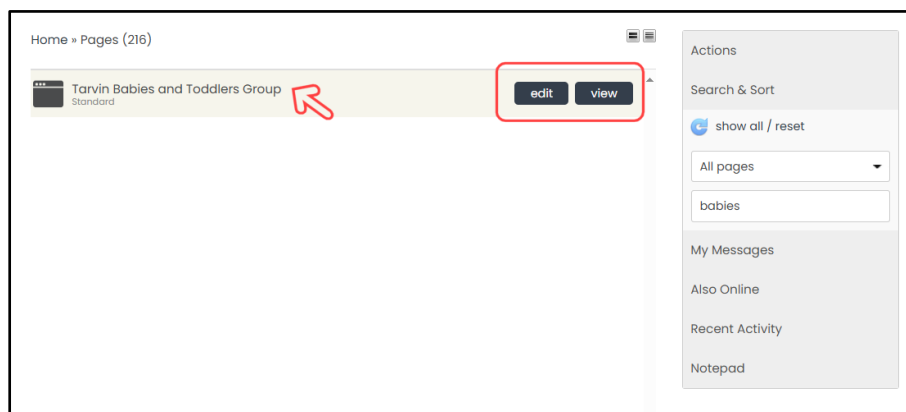 Home » Pages (216)
Tarvin Babies and Toddlers Group
Standard
edit
view
Actions
Search & Sort
show all / reset
All pages
babies
My Messages
Also Online
Recent Activity
Notepad